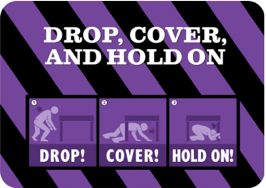 DROP, COVER,
AND HOLD ON
1 2 3
DROP! COVER! HOLD ON!